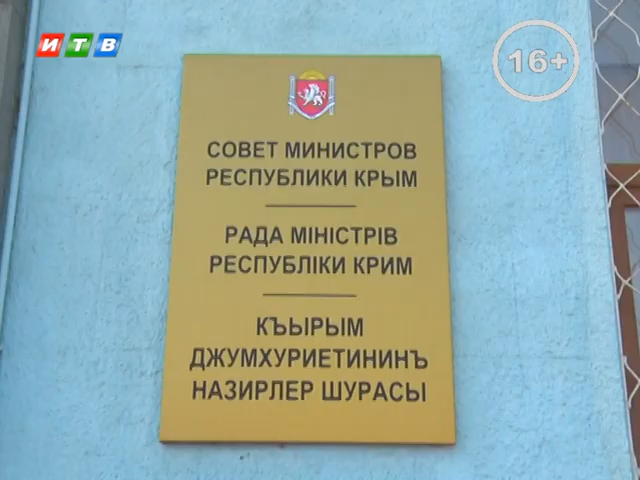 ИТВ
16+
СОВЕТ МИНИСТРОВ
РЕСПУБЛИКИ КРЫМ
РАДА МІНІСТРІВ
РЕСПУБЛІКИ КРИМ
КЪЫРЫМ
ДЖУМХУРИЕТИНИНЪ
НАЗИРЛЕР ШУРАСЫ